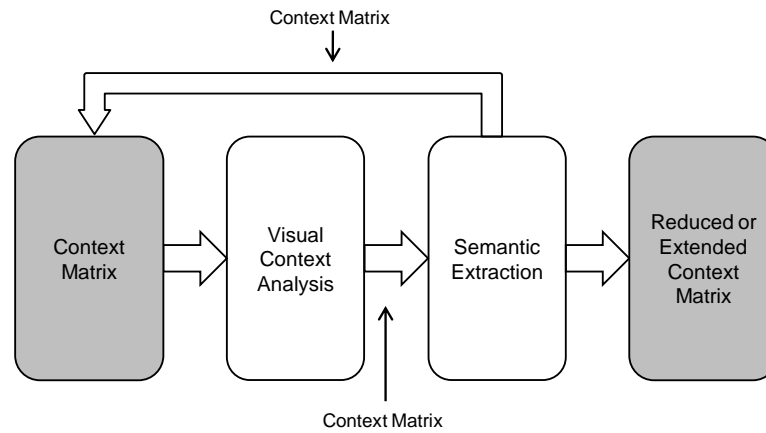 Context Matrix
Context
Matrix
Visual
Context
Analysis
Semantic
Extraction
Reduced or
Extended
Context
Matrix
Context Matrix